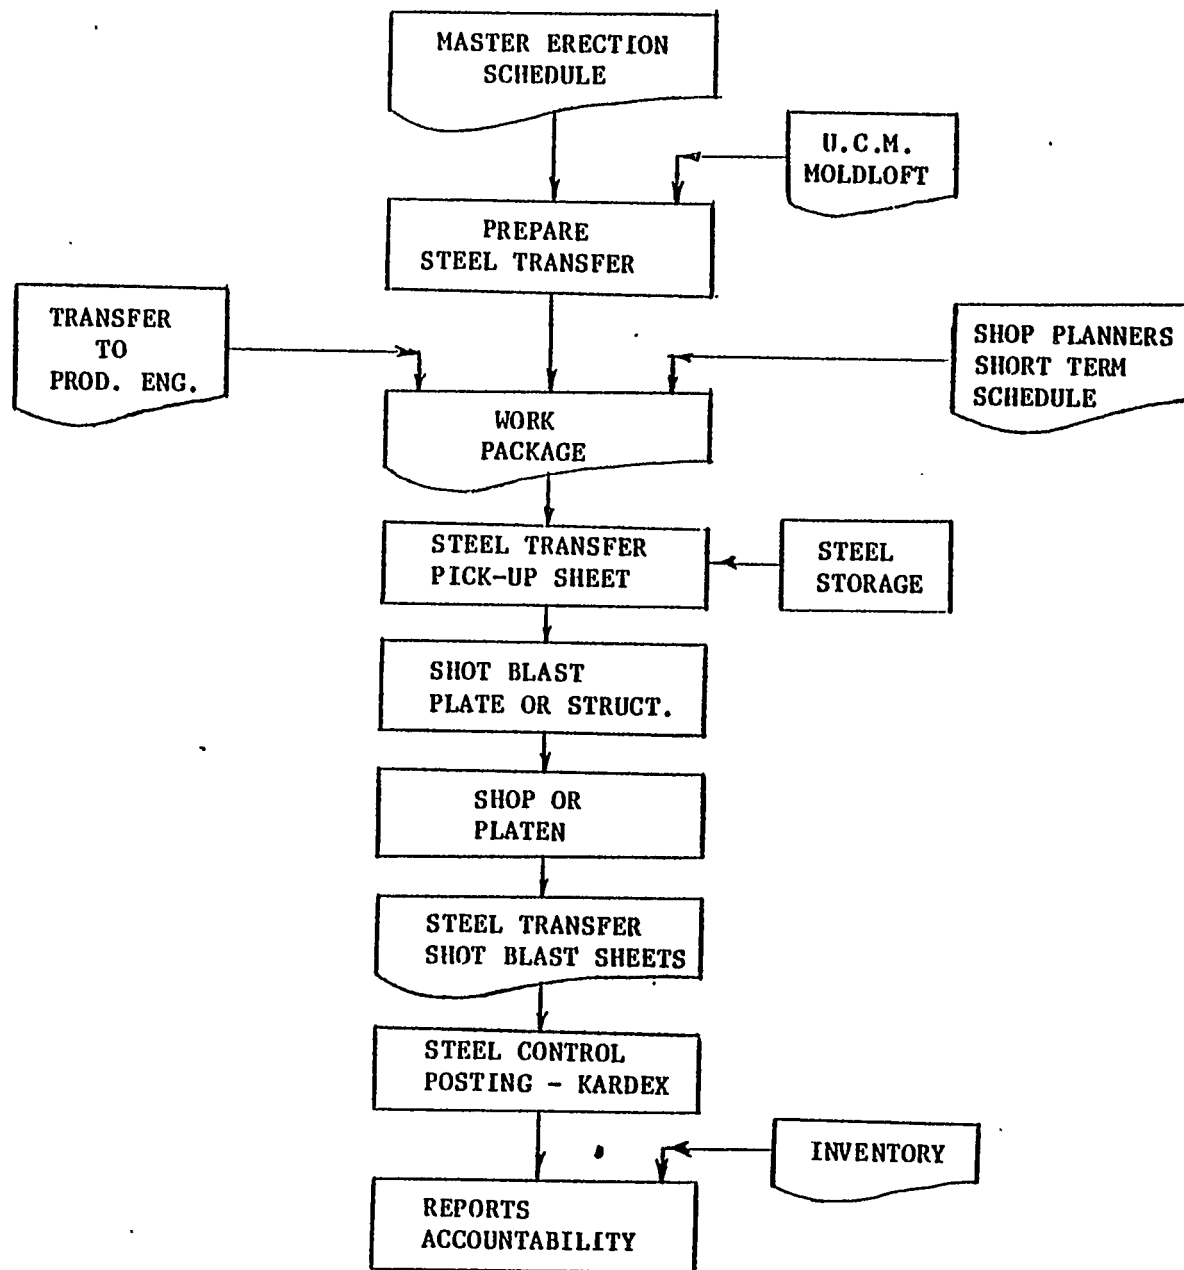 MASTER ERECTION
SCHEDULE
U.C.M.
MOLDLOFT
PREPARE
STEEL TRANSFER
TRANSFER
TO
PROD. ENG.
SHOP PLANNERS
SHORT TERM
SCHEDULE
WORK
PACKAGE
STEEL TRANSFER
PICK-UP SHEET
STEEL
STORAGE
SHOT BLAST
PLATE OR STRUCT.
SHOP OR
PLATEN
STEEL TRANSFER
SHOT BLAST SHEETS
STEEL CONTROL
POSTING - KARDEX
INVENTORY
REPORTS
ACCOUNTABILITY